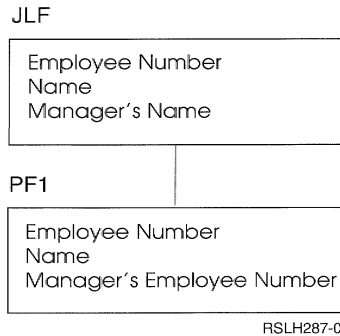 JLF
Employee Number
Name
Manager's Name
PF1
Employee Number
Name
Manager's Employee Number
RSLH287-0